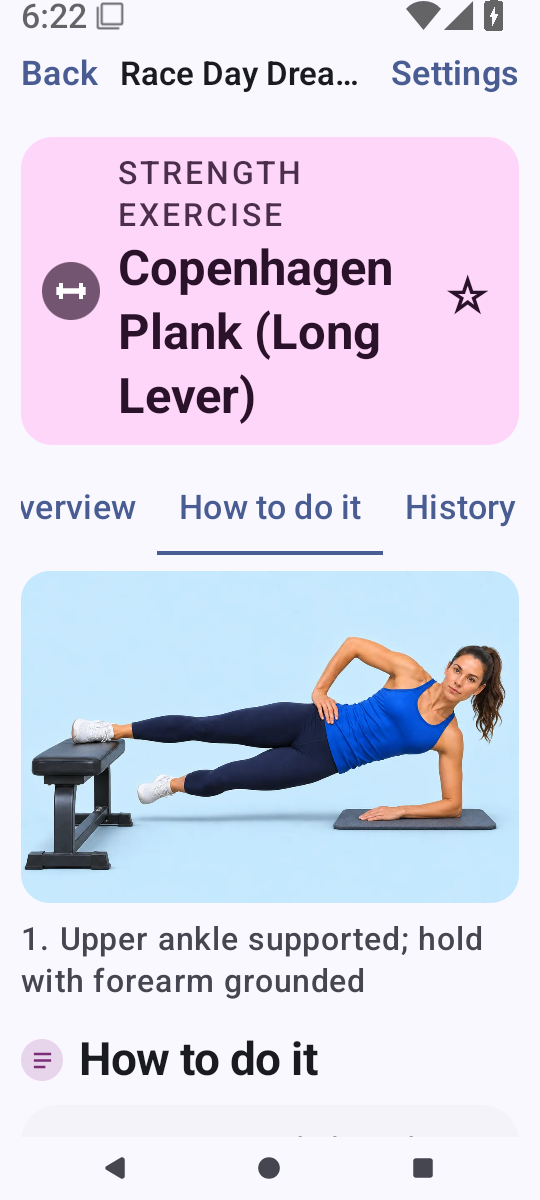 6:22
Back Race Day Drea... Settings
STRENGTH
EXERCISE
Copenhagen
Plank (Long
Lever)
verview How to do it History
1. Upper ankle supported; hold
with forearm grounded
How to do it